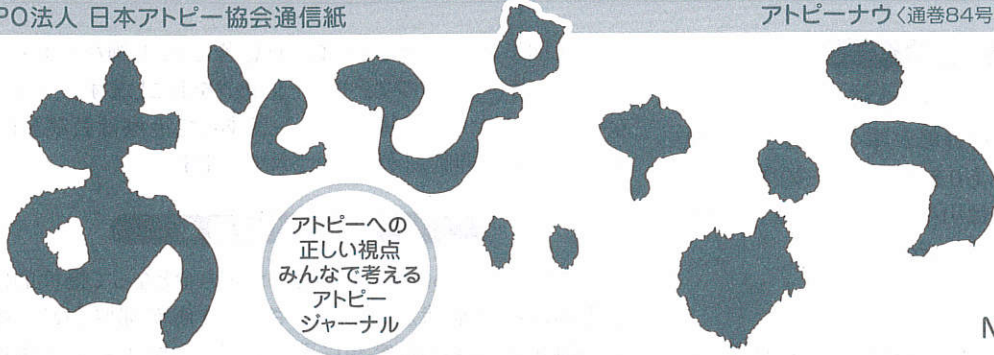 PO法人 日本アトピー協会通信紙
アトピーナウ〈通巻84号
あとぴぃなう
アトピーへの
正しい視点
みんなで考える
アトピー
ジャーナル
N